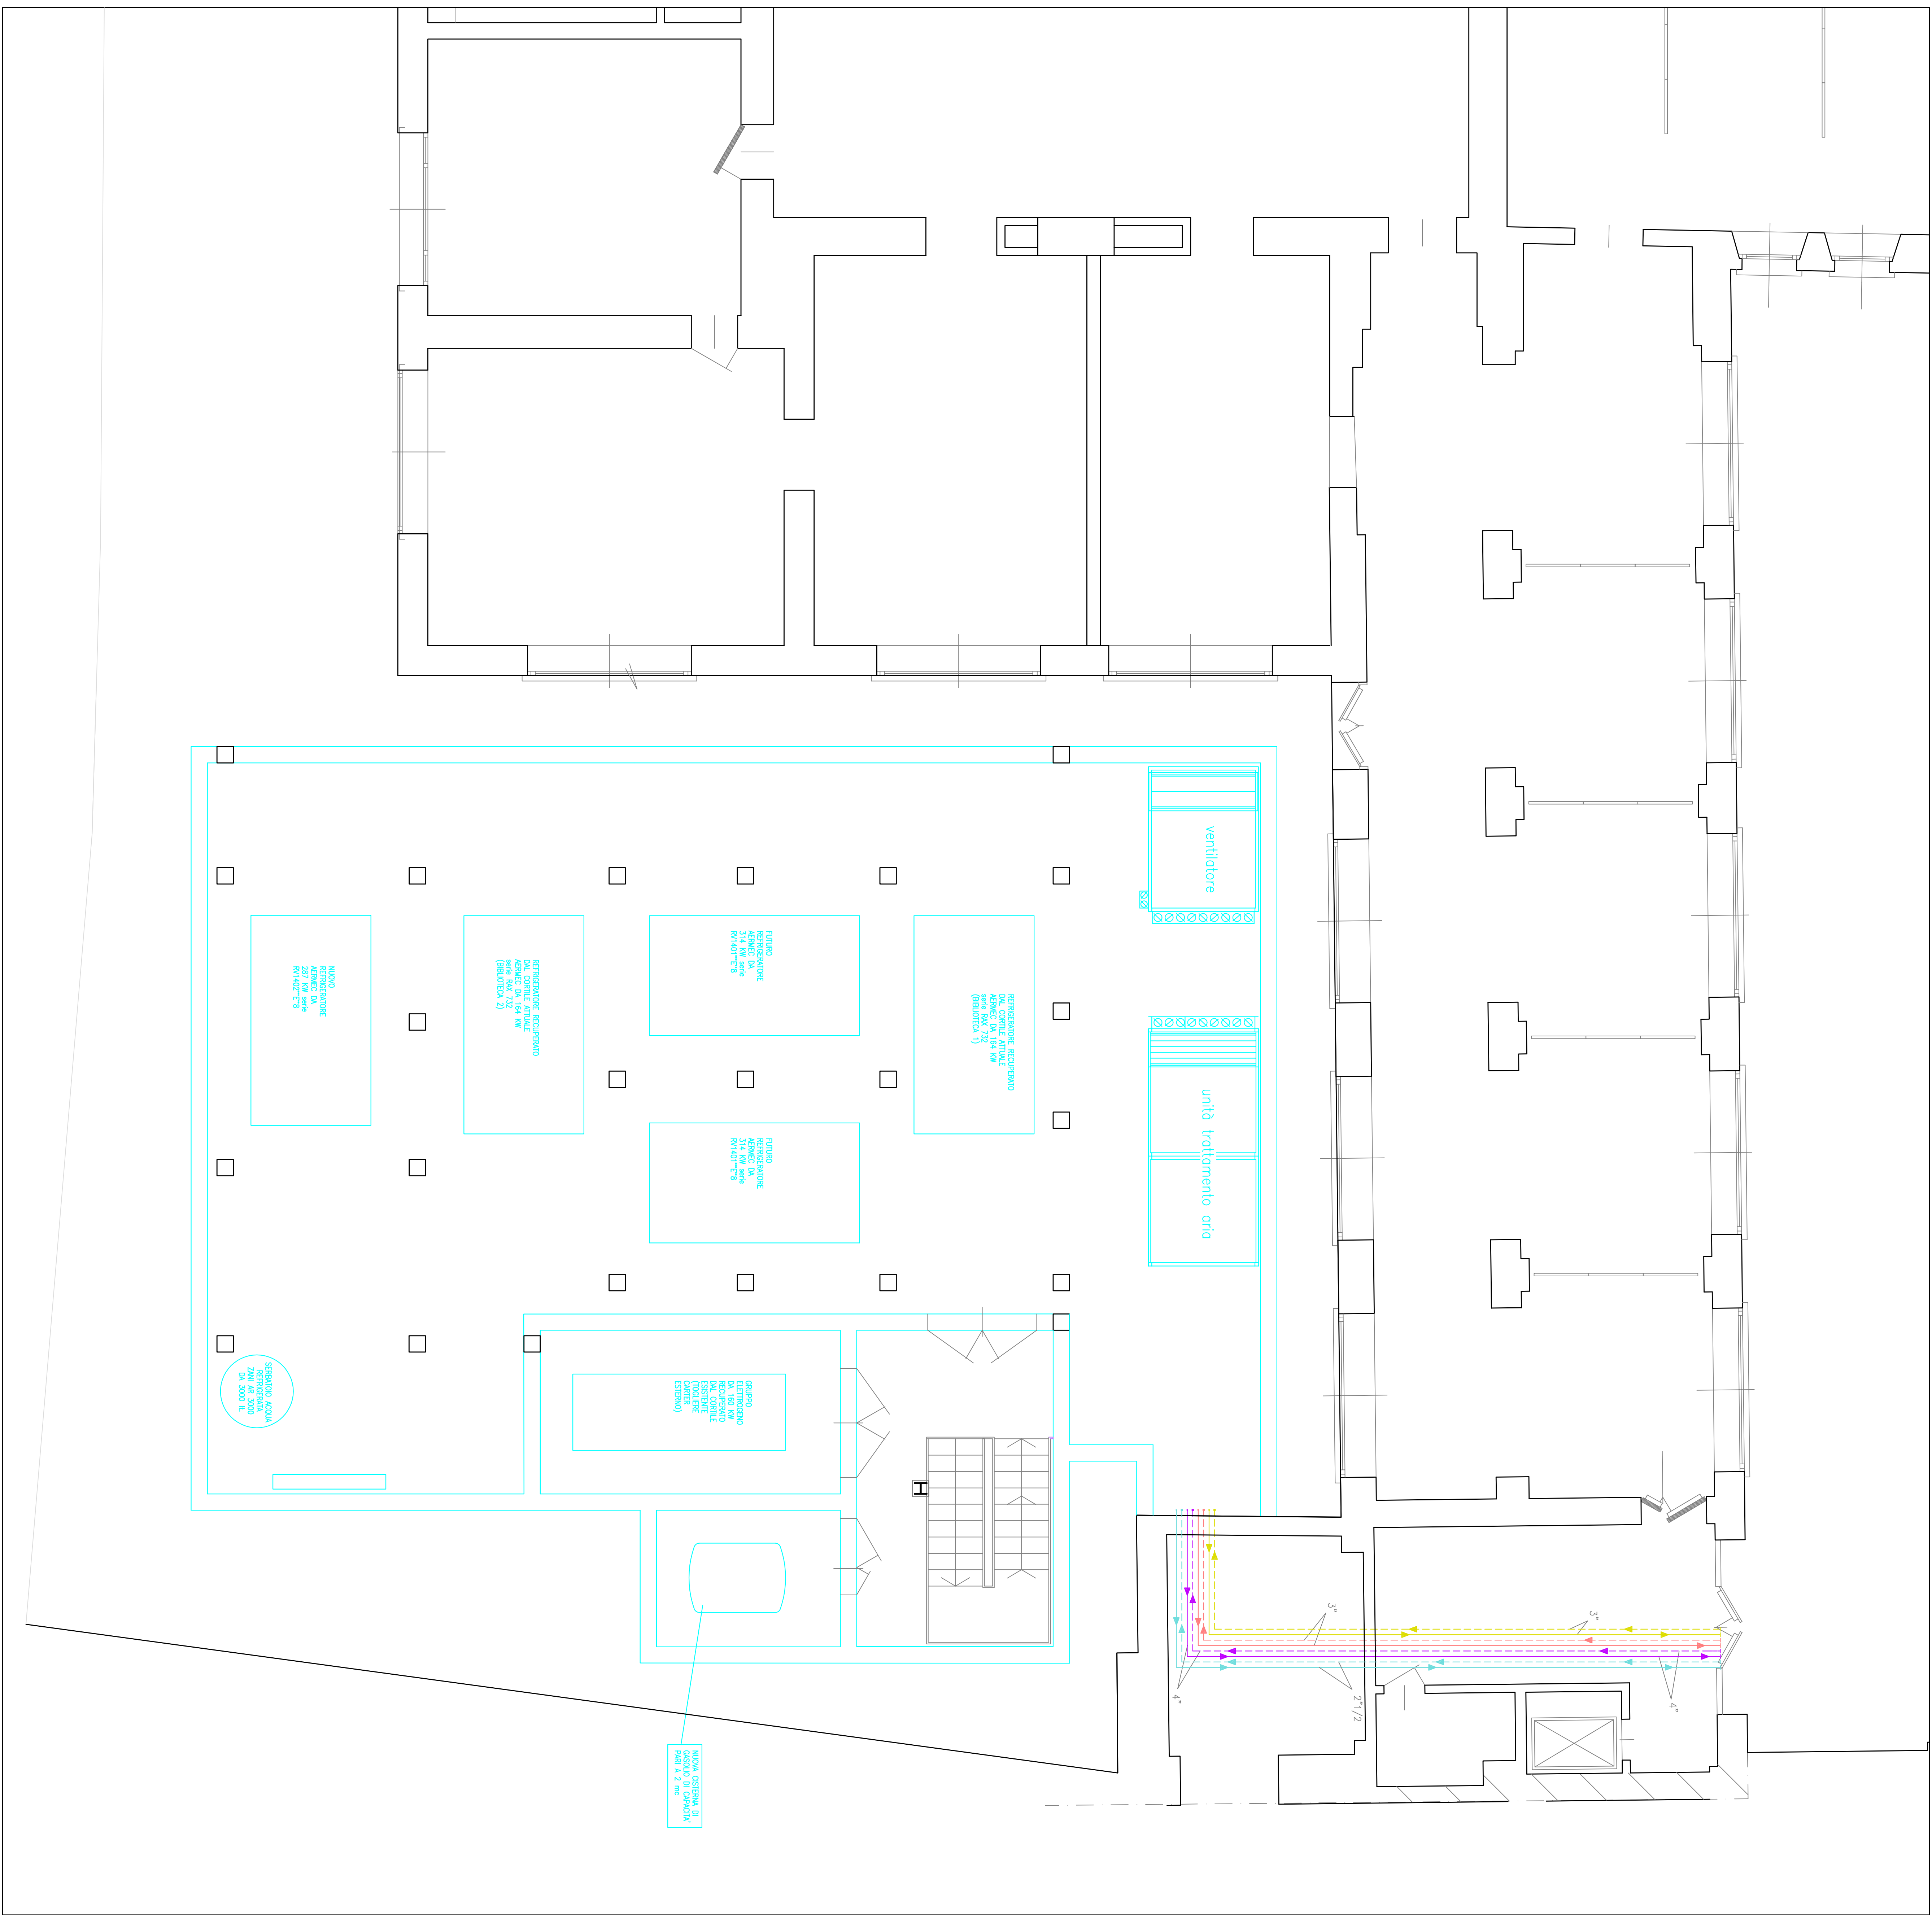 ventilatore
unità trattamento aria
REFRIGERATORE RECUPERATO
DAL CORTILE ATTUALE
AERMEC DA 164 KW
serie RAX 732
(BIBLIOTECA 1)
FUTURO
REFRIGERATORE
AERMEC DA
314 KW serie
RV1401"E"8
FUTURO
REFRIGERATORE
AERMEC DA
314 KW serie
RV1401"E"8
REFRIGERATORE RECUPERATO
DAL CORTILE ATTUALE
AERMEC DA 164 KW
serie RAX 732
(BIBLIOTECA 2)
NUOVO
REFRIGERATORE
AERMEC DA
287 KW serie
RV1402"E"8
SERBATOIO ACQUA
REFRIGERATA
ZANI AR 3000
DA 3000 lt.
GRUPPO
ELETTROGENO
DA 160 KW
RECUPERATO
DAL CORTILE
ESISTENTE
(TOGLIERE
CARTER
ESTERNO)
H
NUOVA CISTERNA DI
GASOLIO DI CAPACITA'
PARI A 2 mc
3"
3"
4"
2"1/2
4"